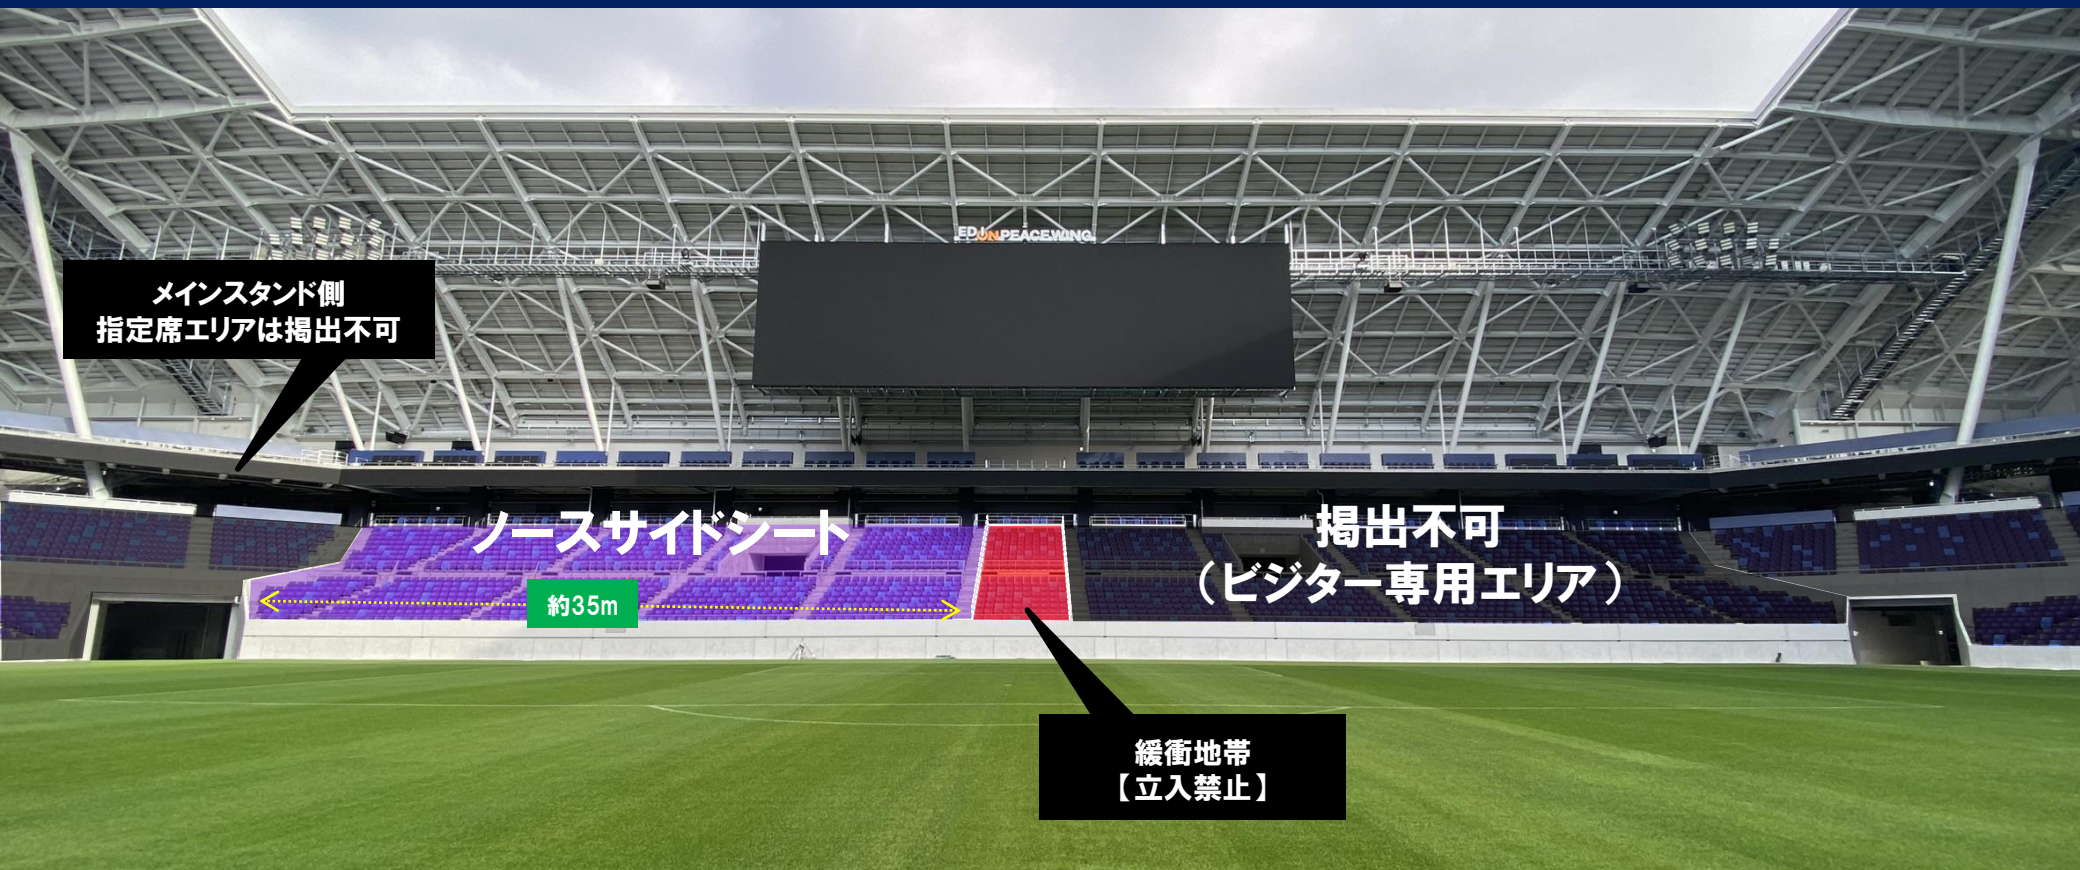 EDION PEACE WING
メインスタンド側
指定席エリアは掲出不可
ノースサイドシート
掲出不可
（ビジター専用エリア）
約35m
緩衝地帯
【立入禁止】